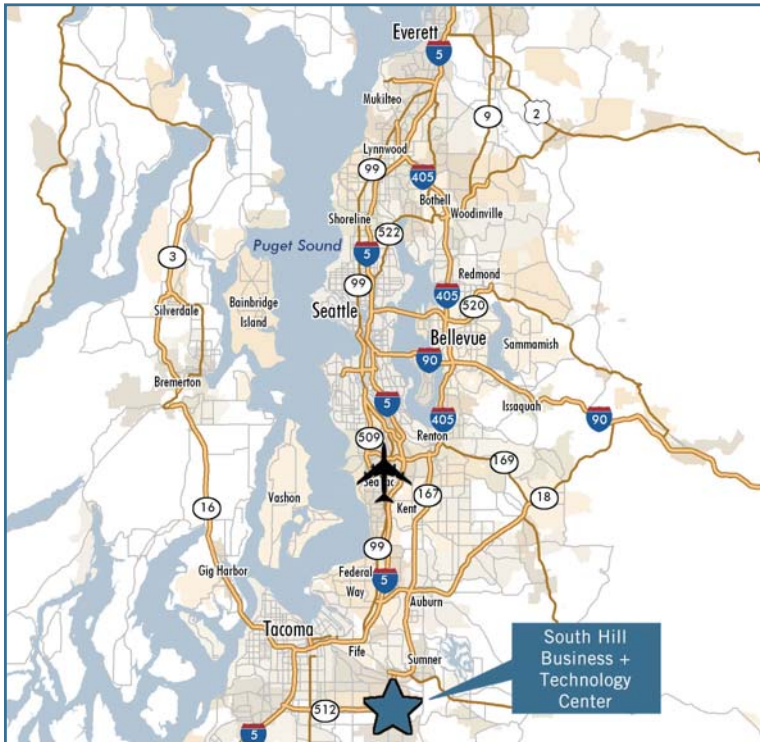 Everett
5
Mukilteo
9
2
Lynnwood
99
405
Bothell
Woodinville
Shoreline
522
Puget Sound
5
3
99
Redmond
405
520
Silverdale
Bainbridge
Island
Seattle
Bellevue
Sammamish
90
Bremerton
5
Issaquah
405
90
509
Renton
169
SeaTac
167
18
Vashon
16
Kent
99
Gig Harbor
Federal
Way
5
Auburn
Tacoma
Fife
Sumner
South Hill
Business +
Technology
Center
512
5